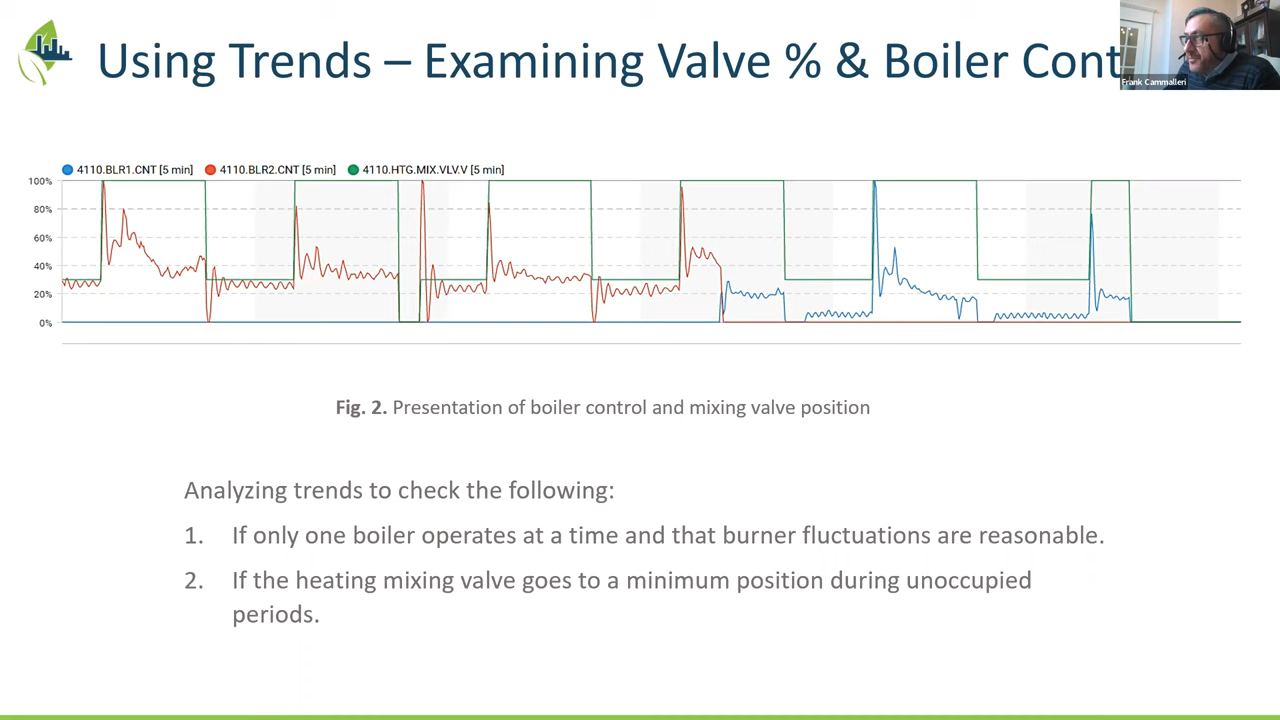 Using Trends – Examining Valve % & Boiler Cont
Frank Cammalleri
4110.BLR1.CNT [5 min] 4110.BLR2.CNT [5 min] 4110.HTG.MIX.VLV.V [5 min]
100%
80%
60%
40%
20%
0%
Fig. 2. Presentation of boiler control and mixing valve position
Analyzing trends to check the following:
1. If only one boiler operates at a time and that burner fluctuations are reasonable.
2. If the heating mixing valve goes to a minimum position during unoccupied
periods.